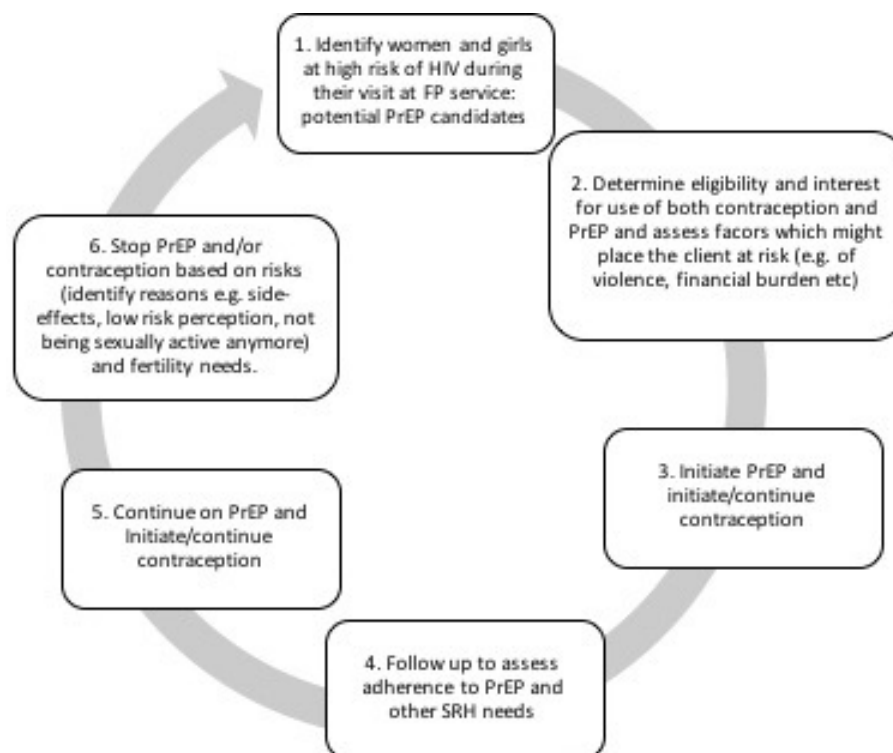 1. Identify women and girls
at high risk of HIV during
their visit at FP service:
potential PrEP candidates
2. Determine eligibility and interest
for use of both contraception and
PrEP and assess facors which might
place the client at risk (e.g. of
violence, financial burden etc)
3. Initiate PrEP and
initiate/continue
contraception
4. Follow up to assess
adherence to PrEP and
other SRH needs
5. Continue on PrEP and
Initiate/continue
contraception
6. Stop PrEP and/or
contraception based on risks
(identify reasons e.g. side-
effects, low risk perception, not
being sexually active anymore)
and fertility needs.